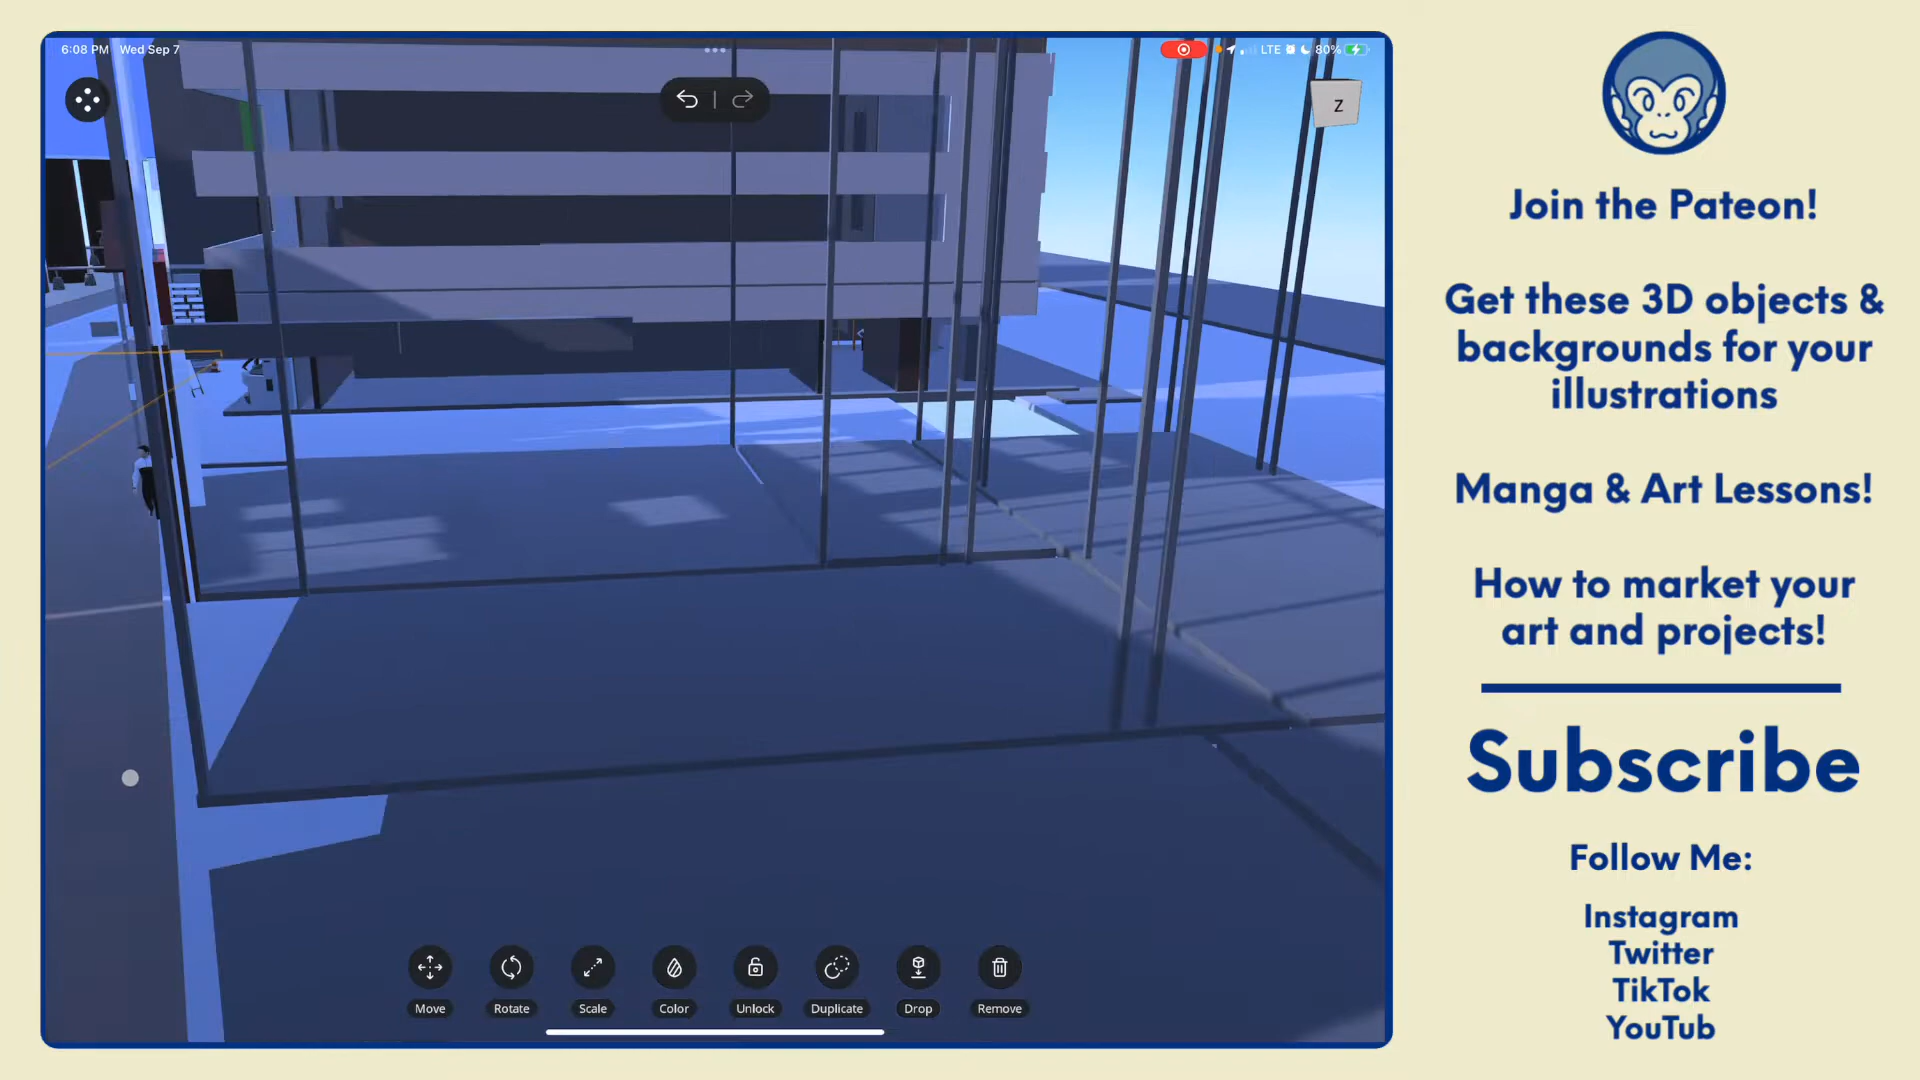 6:08 PM Wed Sep 7
LTE 80%
Z
Move Rotate Scale Color Unlock Duplicate Drop Remove
Join the Pateon!
Get these 3D objects &
backgrounds for your
illustrations
Manga & Art Lessons!
How to market your
art and projects!
Subscribe
Follow Me:
Instagram
Twitter
TikTok
YouTub